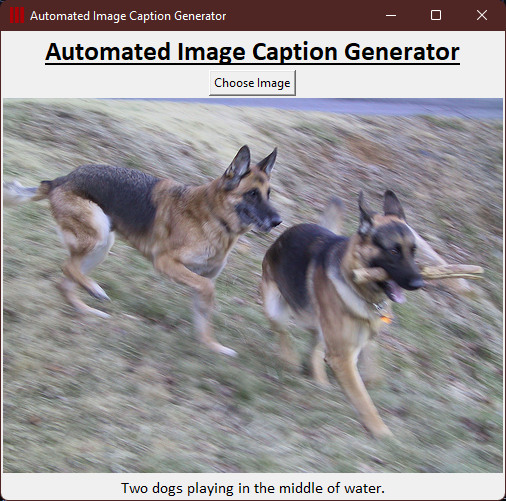 Automated Image Caption Generator
Automated Image Caption Generator
Choose Image
Two dogs playing in the middle of water.